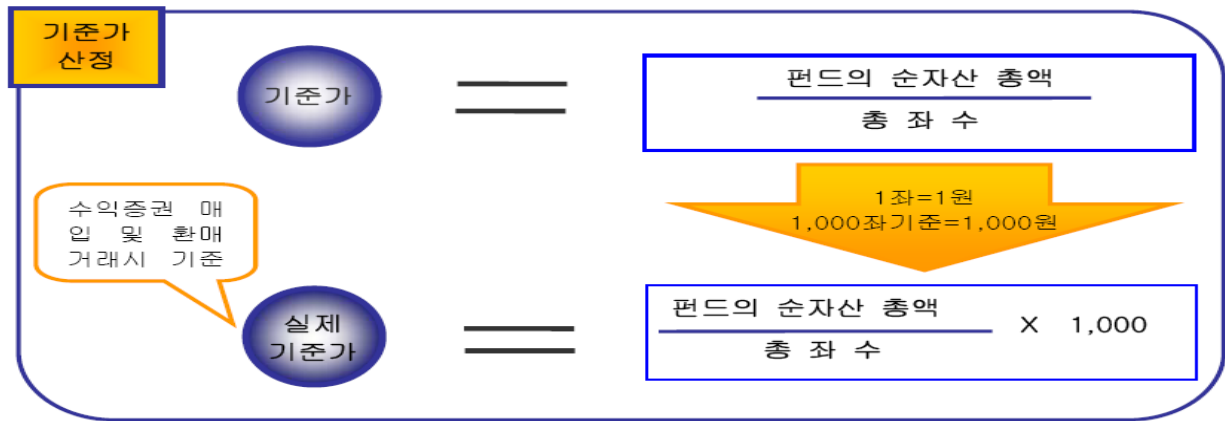 기준가
산정
기준가
펀드의 순자산 총액
총 좌 수
1좌=1원
1,000좌기준=1,000원
수익증권 매
입 및 환매
거래시 기준
실제
기준가
펀드의 순자산 총액
총 좌 수
X 1,000